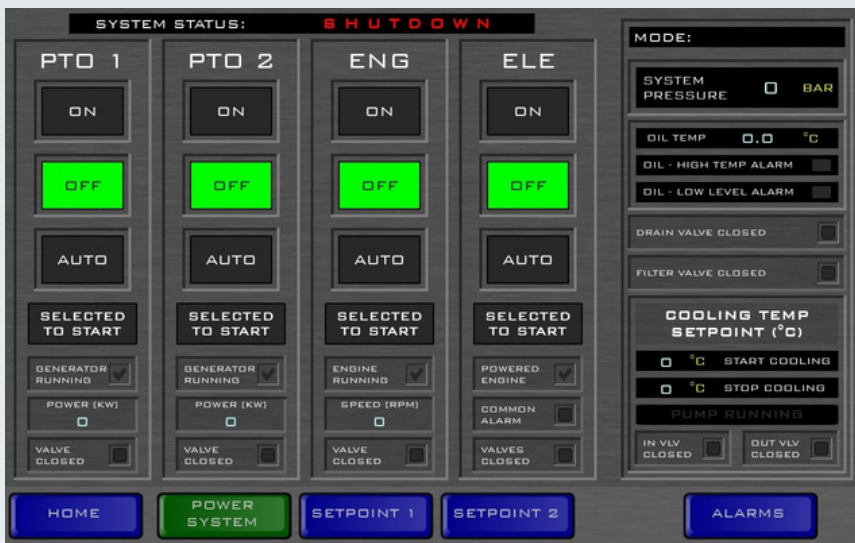 SYSTEM STATUS: SHUTDOWN
PTO 1
ON
OFF
AUTO
SELECTED
TO START
GENERATOR
RUNNING
POWER [KW]
0
VALVE
CLOSED
PTO 2
ON
OFF
AUTO
SELECTED
TO START
GENERATOR
RUNNING
POWER [KW]
0
VALVE
CLOSED
ENG
ON
OFF
AUTO
SELECTED
TO START
ENGINE
RUNNING
SPEED [RPM]
0
VALVE
CLOSED
ELE
ON
OFF
AUTO
SELECTED
TO START
POWERED
ENGINE
COMMON
ALARM
VALVES
CLOSED
MODE:
SYSTEM
PRESSURE 0 BAR
OIL TEMP 0.0 °C
OIL - HIGH TEMP ALARM
OIL - LOW LEVEL ALARM
DRAIN VALVE CLOSED
FILTER VALVE CLOSED
COOLING TEMP
SETPOINT (°C)
0 °C START COOLING
0 °C STOP COOLING
PUMP RUNNING
IN VLV
CLOSED
OUT VLV
CLOSED
HOME
POWER
SYSTEM
SETPOINT 1
SETPOINT 2
ALARMS